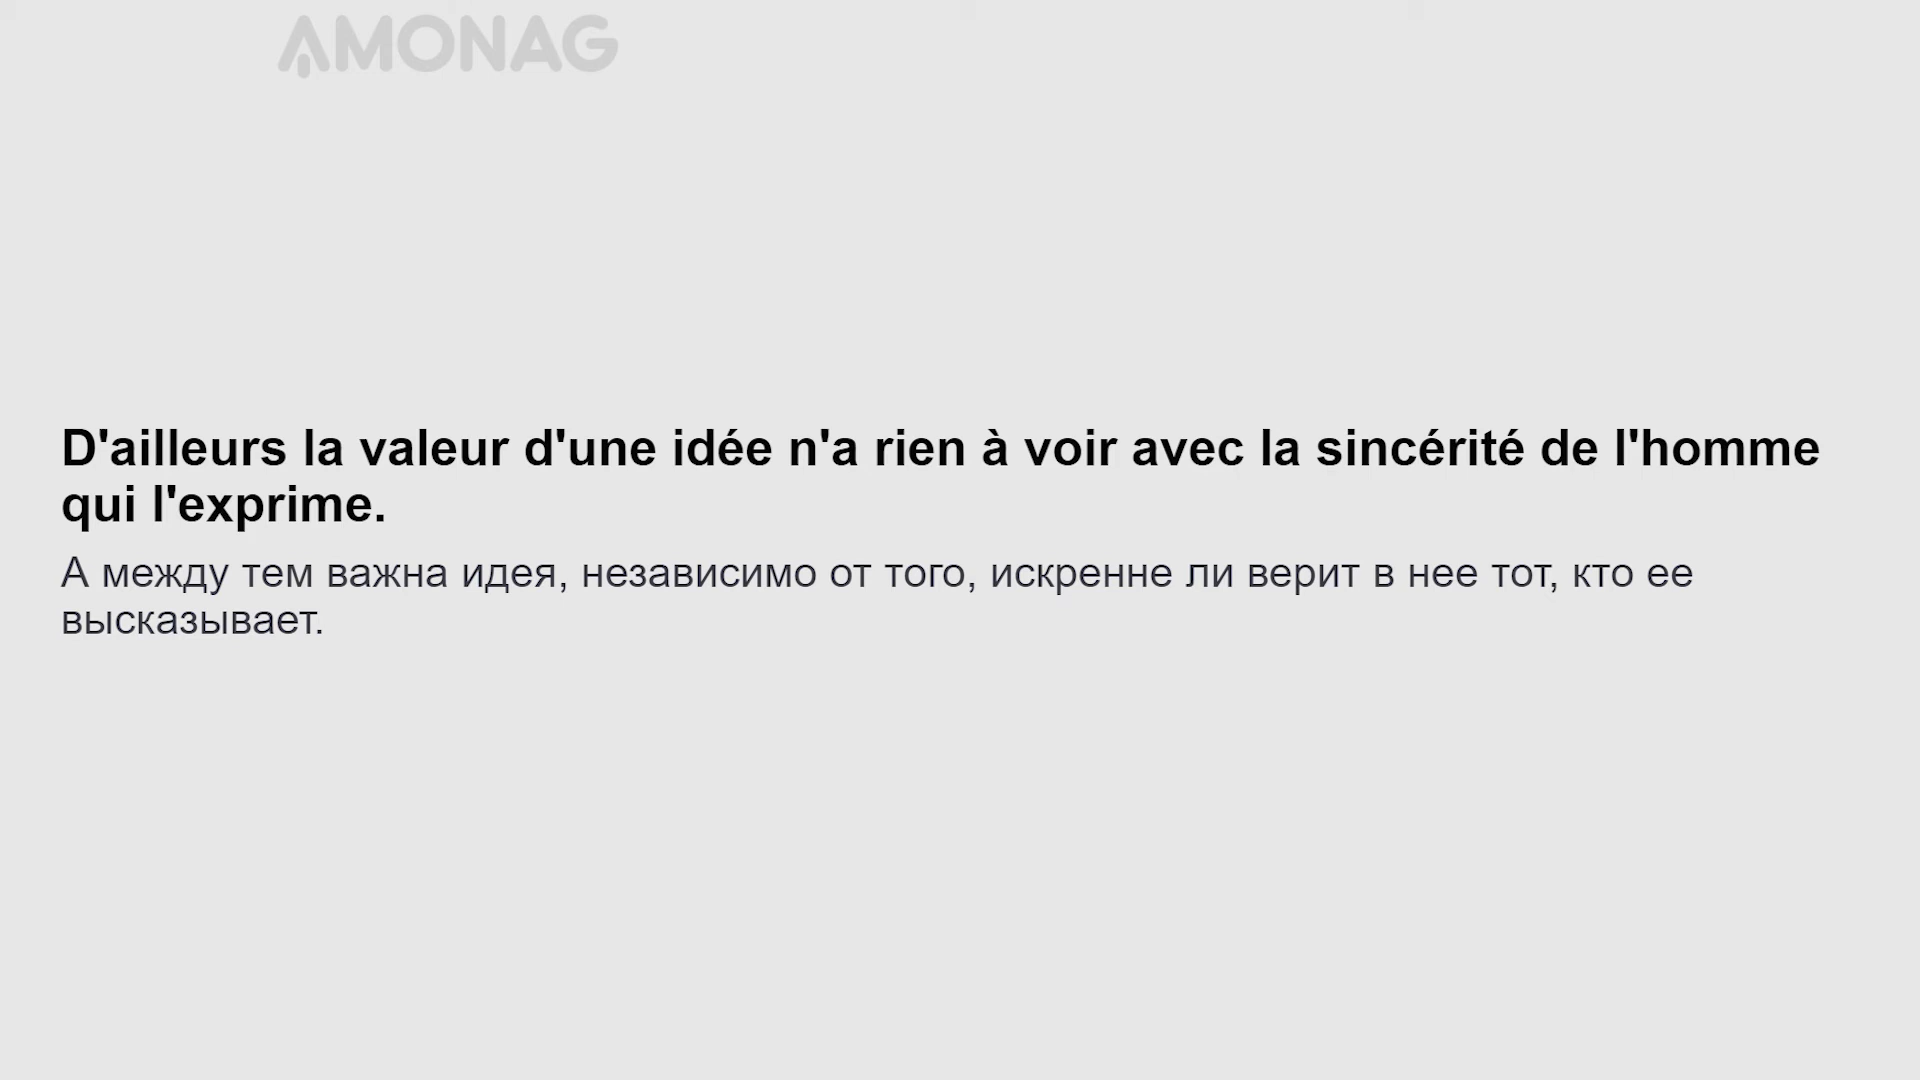 AMONAG
D'ailleurs la valeur d'une idée n'a rien à voir avec la sincérité de l'homme
qui l'exprime.
А между тем важна идея, независимо от того, искренне ли верит в нее тот, кто ее
высказывает.